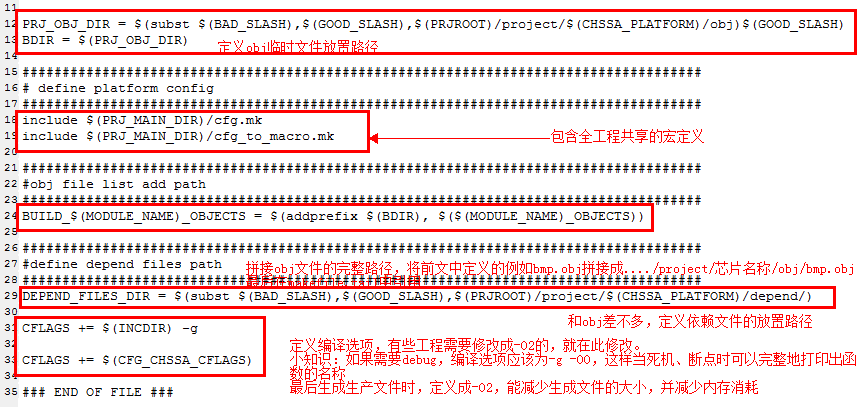 11
12 PRJ_OBJ_DIR = $(subst $(BAD_SLASH),$(GOOD_SLASH),$(PRJROOT)/project/$(CHSSA_PLATFORM)/obj)$(GOOD_SLASH)
13 BDIR = $(PRJ_OBJ_DIR)
定义obj临时文件放置路径
14
15 ####################################################################################
16 # define platform config
17 ####################################################################################
18 include $(PRJ_MAIN_DIR)/cfg.mk
19 include $(PRJ_MAIN_DIR)/cfg_to_macro.mk
包含全工程共享的宏定义
20
21 ####################################################################################
22 #obj file list add path
23 ####################################################################################
24 BUILD_$(MODULE_NAME)_OBJECTS = $(addprefix $(BDIR), $($(MODULE_NAME)_OBJECTS))
25
26 ####################################################################################
27 #define depend files path
拼接obj文件的完整路径，将前文中定义的例如bmp.obj拼接成..../project/芯片名称/obj/bmp.obj
28 ####################################################################################
29 DEPEND_FILES_DIR = $(subst $(BAD_SLASH),$(GOOD_SLASH),$(PRJROOT)/project/$(CHSSA_PLATFORM)/depend/)
30
和obj差不多，定义依赖文件的放置路径
31 CFLAGS += $(INCDIR) -g
32
定义编译选项，有些工程需要修改成-O2的，就在此修改。
33 CFLAGS += $(CFG_CHSSA_CFLAGS)
小知识：如果需要debug，编译选项应该为-g -O0，这样当死机、断点时可以完整地打印出函
34
数的名称
35 ### END OF FILE ###
最后生成生产文件时，定义成-O2，能减少生成文件的大小，并减少内存消耗